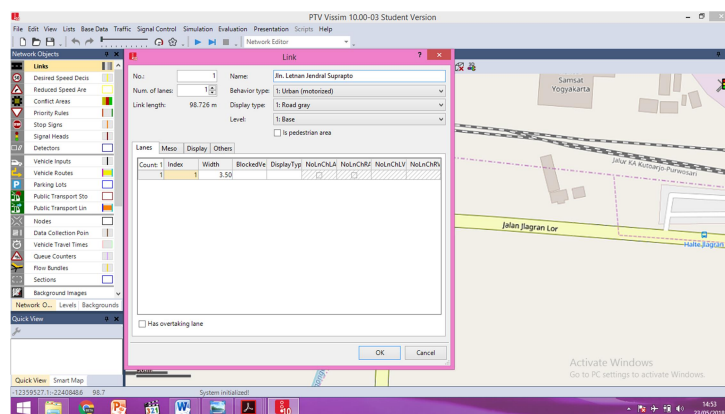 PTV Vissim 10.00-03 Student Version
File Edit View Lists Base Data Traffic Signal Control Simulation Evaluation Presentation Scripts Help
Network Editor
Network Objects
Links
Desired Speed Decis
Reduced Speed Are
Conflict Areas
Priority Rules
Stop Signs
Signal Heads
Detectors
Vehicle Inputs
Vehicle Routes
Parking Lots
Public Transport Sto
Public Transport Lin
Nodes
Data Collection Poin
Vehicle Travel Times
Queue Counters
Flow Bundles
Sections
Background Images
Network O... Levels Backgrounds
Quick View
Quick View Smart Map
Link
No.: 1 Name: Jln. Letnan Jendral Suprapto
Num. of lanes: 1 Behavior type: 1: Urban (motorized)
Link length: 98.726 m Display type: 1: Road gray
Level: 1: Base
Is pedestrian area
Lanes Meso Display Others
Count: 1 Index Width BlockedVe DisplayTyp NoLnChLA NoLnChRA NoLnChLV NoLnChRV
1 1 3.50
Has overtaking lane
OK Cancel
Samsat
Yogyakarta
Jalur KA Kutoarjo-Purwosari
Jalan Jlagran Lor
Halte Jlagran
Activate Windows
Go to PC settings to activate Windows.
-12359527.1:-22408486 98.7 System initialized!
14:53